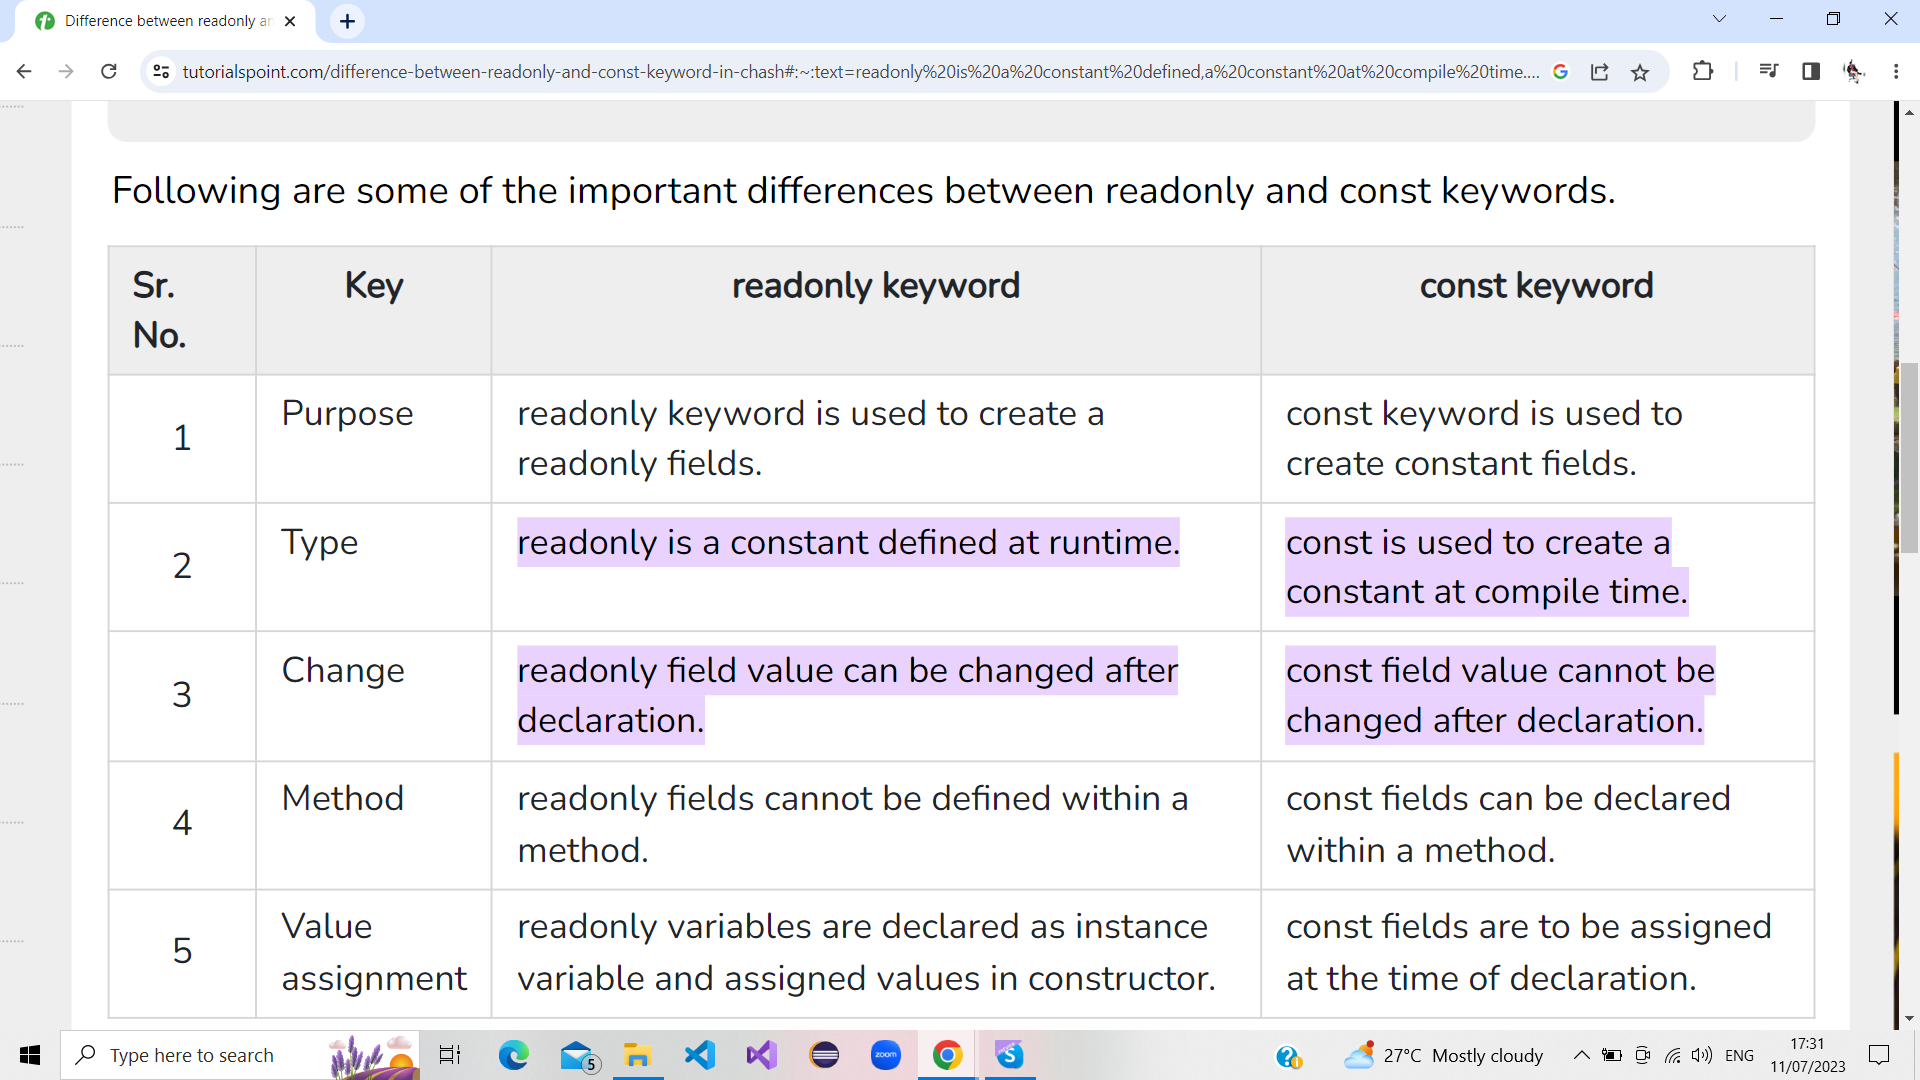 Difference between readonly an
tutorialspoint.com/difference-between-readonly-and-const-keyword-in-chash#:~:text=readonly%20is%20a%20constant%20defined,a%20constant%20at%20compile%20time....
Following are some of the important differences between readonly and const keywords.
Sr.
No.
Key
readonly keyword
const keyword
1
Purpose
readonly keyword is used to create a
readonly fields.
const keyword is used to
create constant fields.
2
Type
readonly is a constant defined at runtime.
const is used to create a
constant at compile time.
3
Change
readonly field value can be changed after
declaration.
const field value cannot be
changed after declaration.
4
Method
readonly fields cannot be defined within a
method.
const fields can be declared
within a method.
5
Value
assignment
readonly variables are declared as instance
variable and assigned values in constructor.
const fields are to be assigned
at the time of declaration.
Type here to search
5
zoom
S
27°C Mostly cloudy
ENG
17:31
11/07/2023